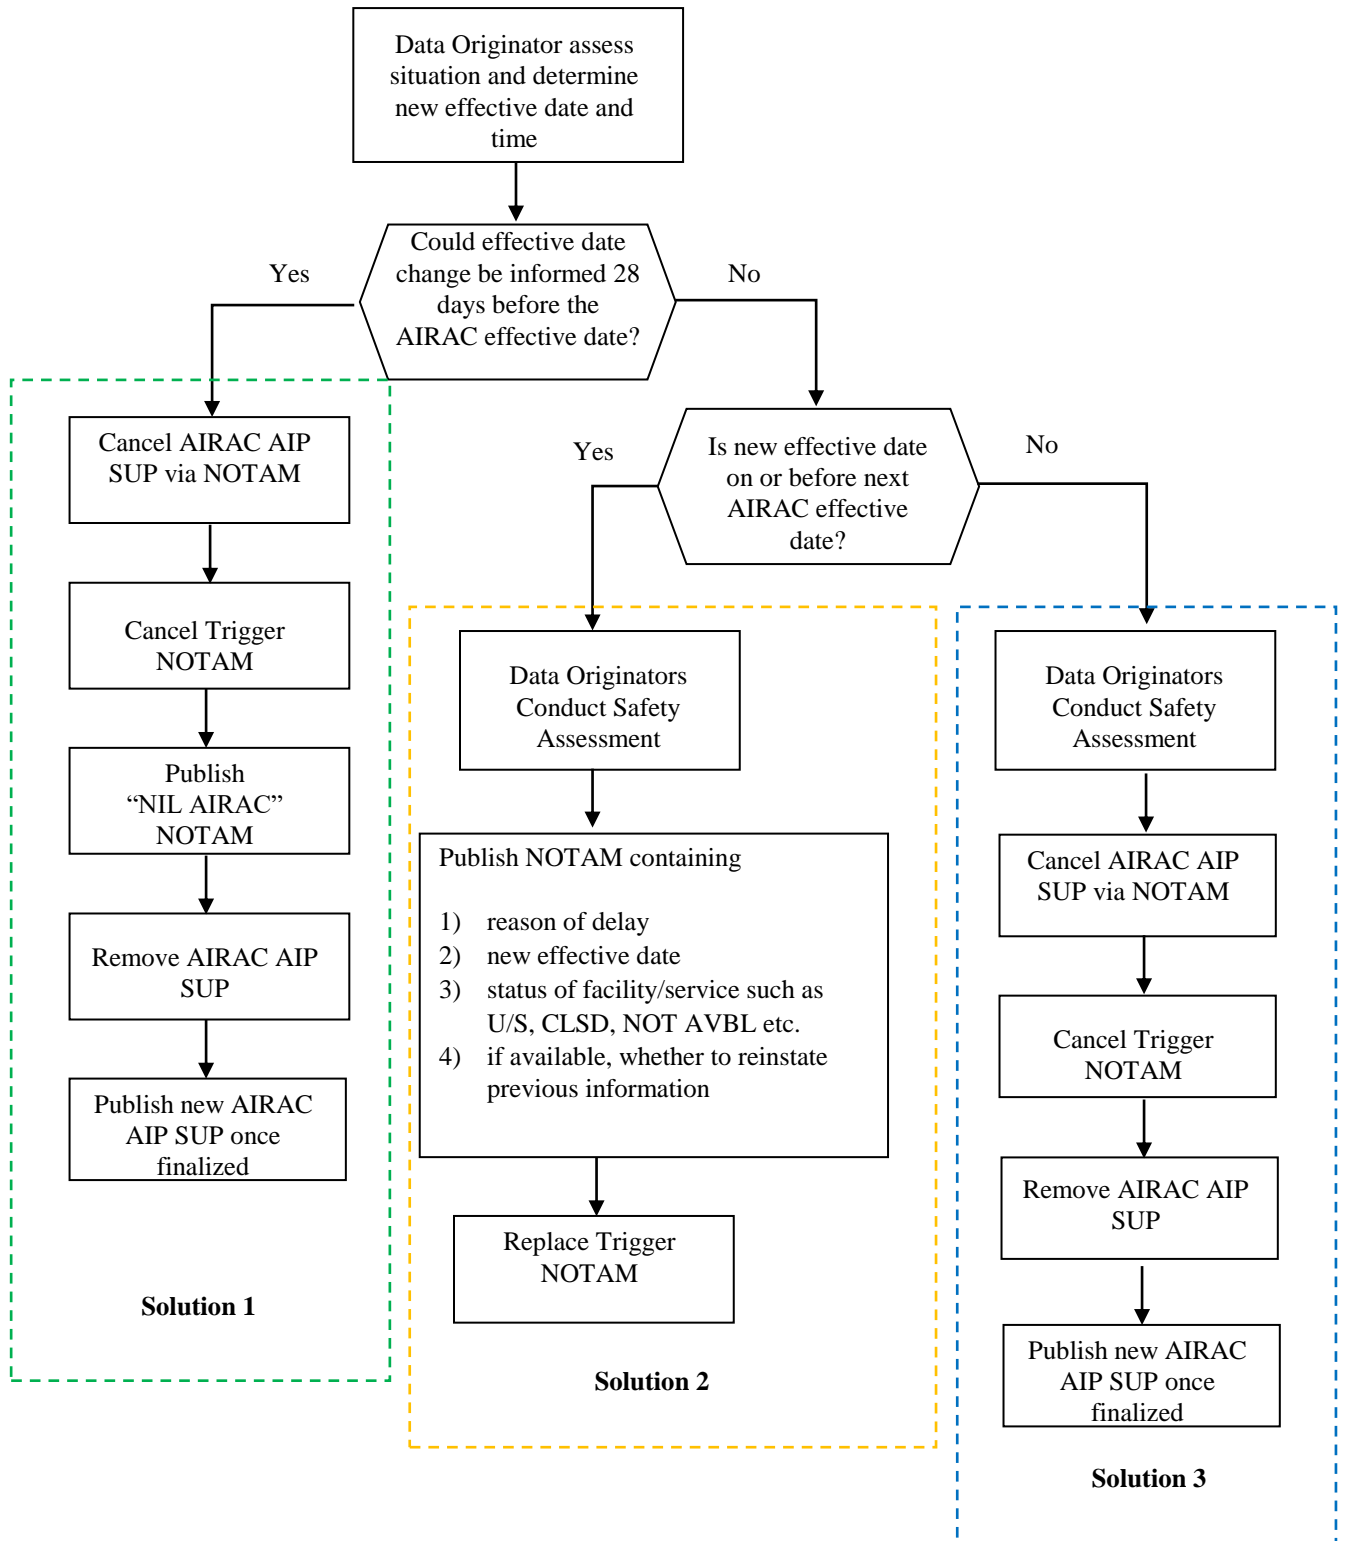 Data Originator assess
situation and determine
new effective date and
time
Could effective date
change be informed 28
days before the
AIRAC effective date?
Yes
No
Is new effective date
on or before next
AIRAC effective
date?
Yes
No
Cancel AIRAC AIP
SUP via NOTAM
Cancel Trigger
NOTAM
Publish
“NIL AIRAC”
NOTAM
Remove AIRAC AIP
SUP
Publish new AIRAC
AIP SUP once
finalized
Solution 1
Data Originators
Conduct Safety
Assessment
Publish NOTAM containing
1) reason of delay
2) new effective date
3) status of facility/service such as
U/S, CLSD, NOT AVBL etc.
4) if available, whether to reinstate
previous information
Replace Trigger
NOTAM
Solution 2
Data Originators
Conduct Safety
Assessment
Cancel AIRAC AIP
SUP via NOTAM
Cancel Trigger
NOTAM
Remove AIRAC AIP
SUP
Publish new AIRAC
AIP SUP once
finalized
Solution 3